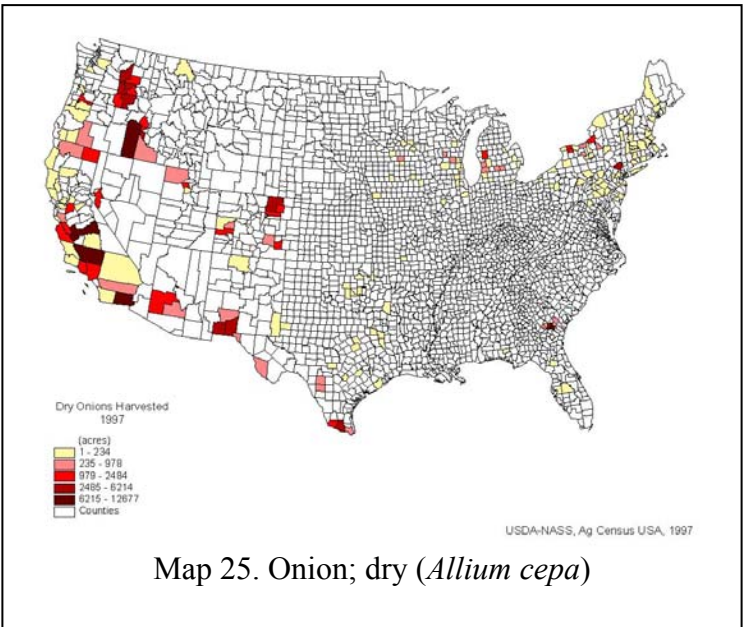 Dry Onions Harvested
1997
(acres)
1 - 234
235 - 978
979 - 2484
2485 - 6214
6215 - 12677
Counties
USDA-NASS, Ag Census USA, 1997
Map 25. Onion; dry (Allium cepa)